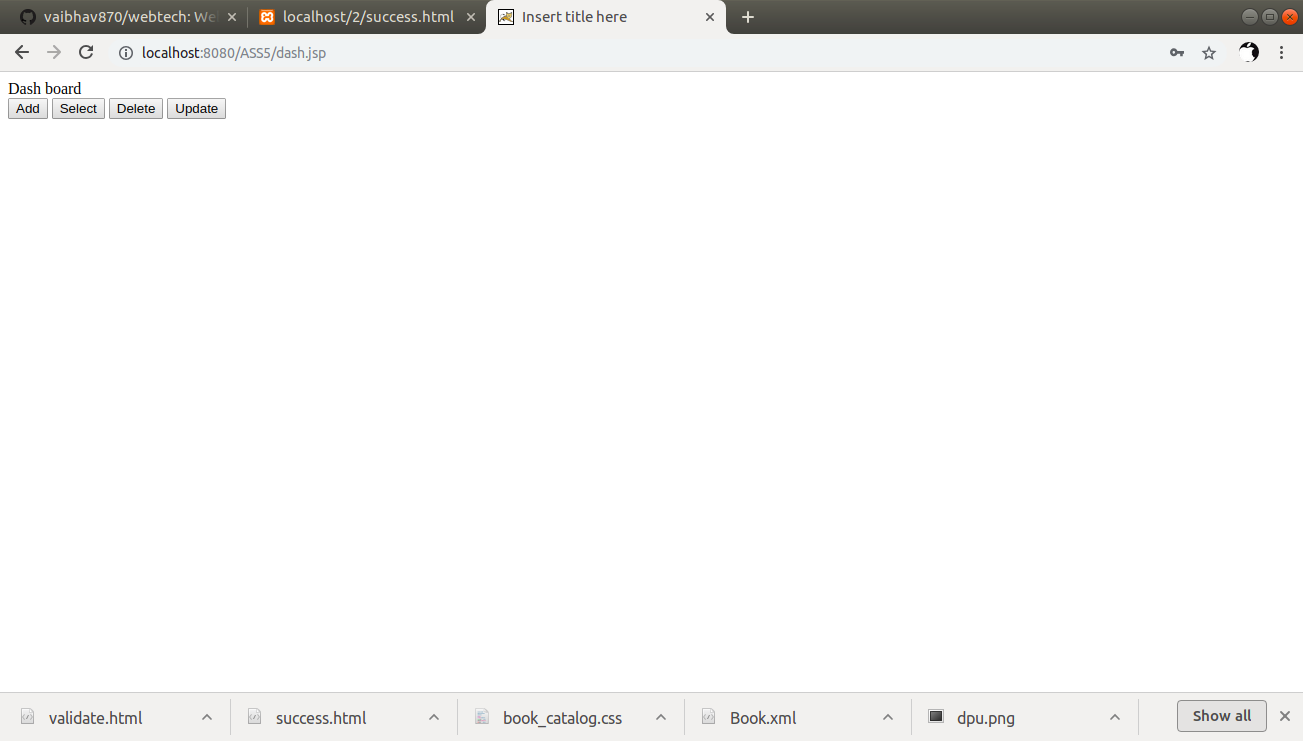 vaibhav870/webtech: We
localhost/2/success.html
Insert title here
localhost:8080/ASS5/dash.jsp
Dash board
Add Select Delete Update
validate.html
success.html
book_catalog.css
Book.xml
dpu.png
Show all